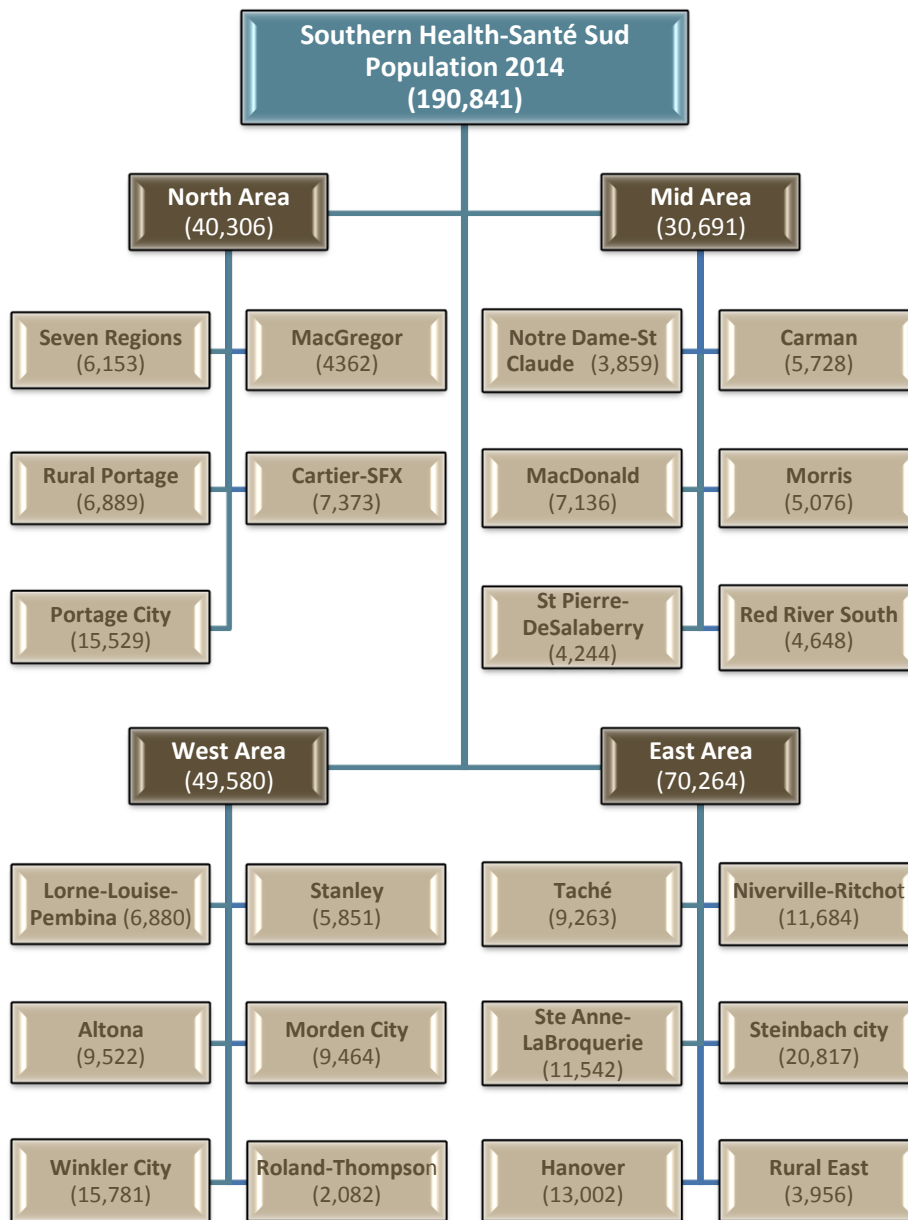 Southern Health-Santé Sud
Population 2014
(190,841)
North Area
(40,306)
Mid Area
(30,691)
Seven Regions
(6,153)
MacGregor
(4362)
Notre Dame-St
Claude (3,859)
Carman
(5,728)
Rural Portage
(6,889)
Cartier-SFX
(7,373)
MacDonald
(7,136)
Morris
(5,076)
Portage City
(15,529)
St Pierre-
DeSalaberry
(4,244)
Red River South
(4,648)
West Area
(49,580)
East Area
(70,264)
Lorne-Louise-
Pembina (6,880)
Stanley
(5,851)
Taché
(9,263)
Niverville-Ritchot
(11,684)
Altona
(9,522)
Morden City
(9,464)
Ste Anne-
LaBroquerie
(11,542)
Steinbach city
(20,817)
Winkler City
(15,781)
Roland-Thompson
(2,082)
Hanover
(13,002)
Rural East
(3,956)